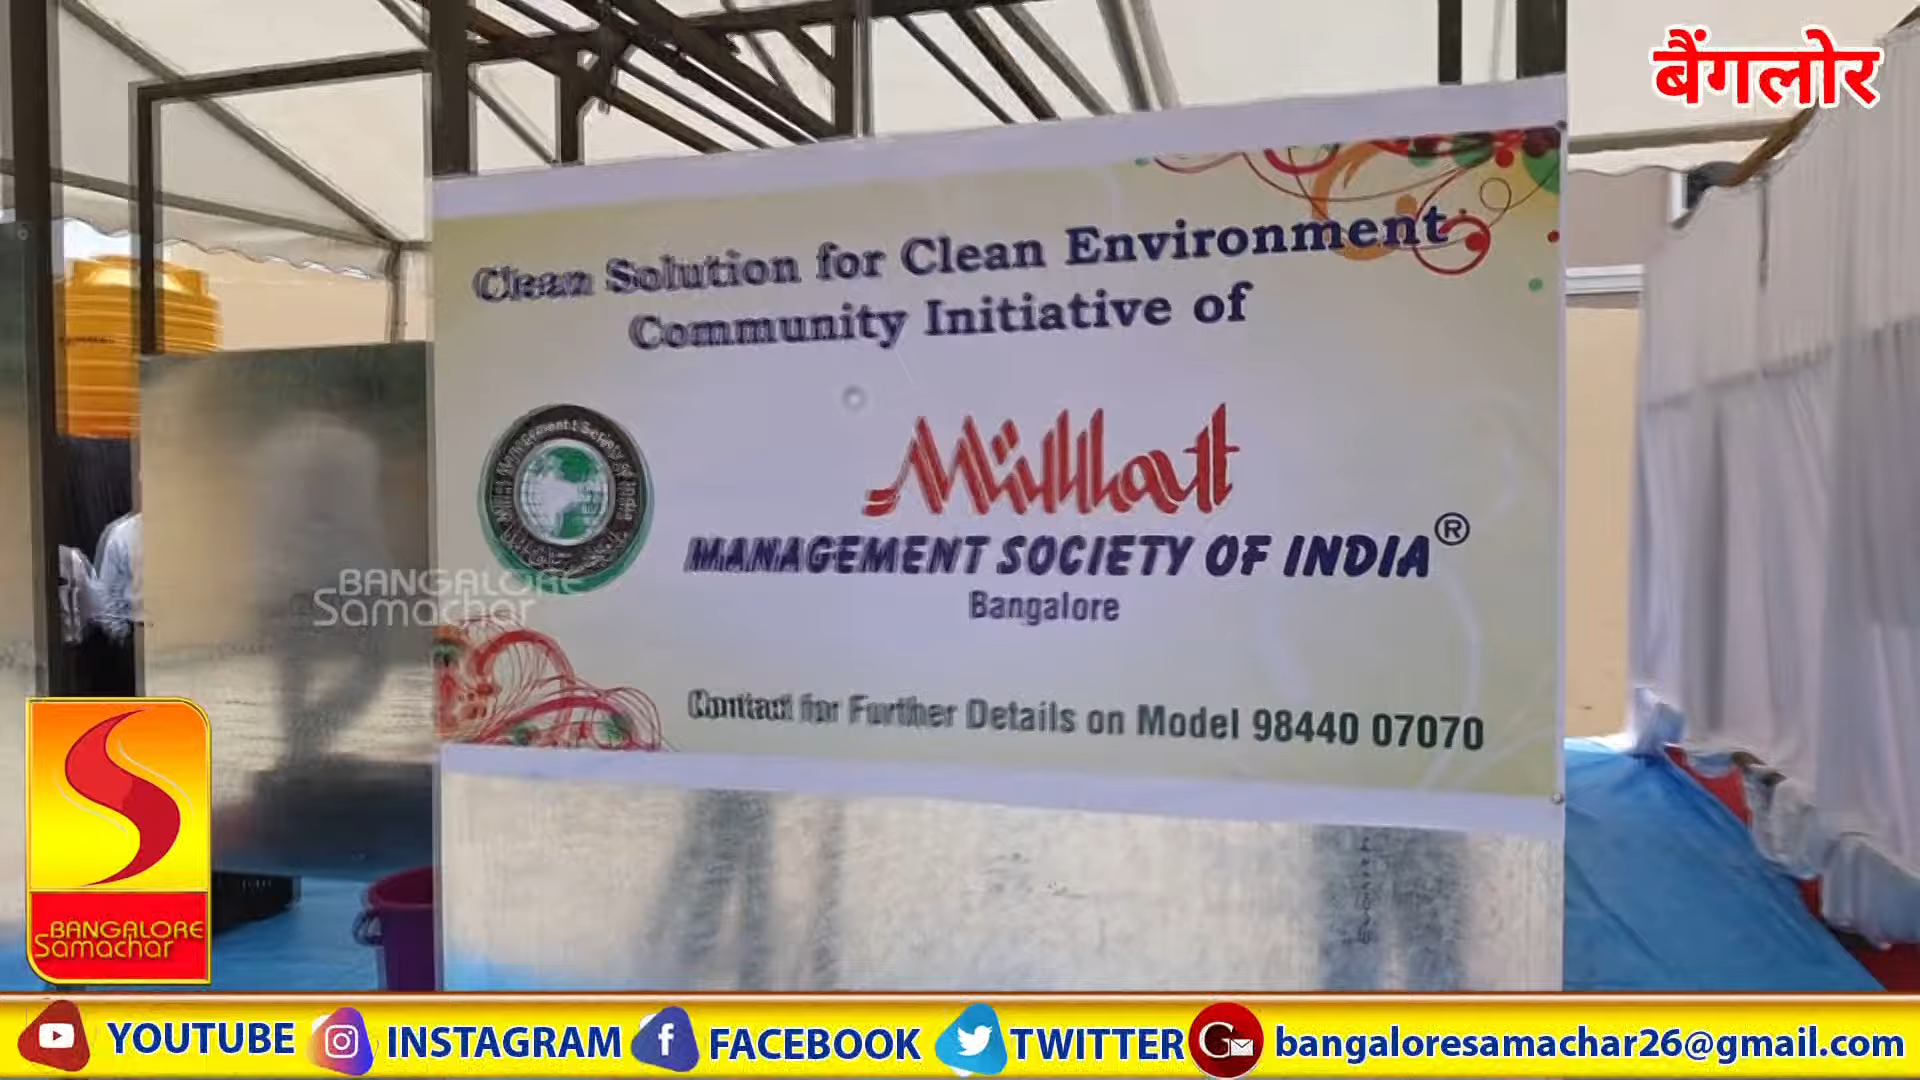 बैंगलोर
Clean Solution for Clean Environment
Community Initiative of
Millat
MANAGEMENT SOCIETY OF INDIA®
Bangalore
Contact for Further Details on Model 98440 07070
BANGALORE
Samachar
BANGALORE
Samachar
YOUTUBE INSTAGRAM FACEBOOK TWITTER bangaloresamachar26@gmail.com